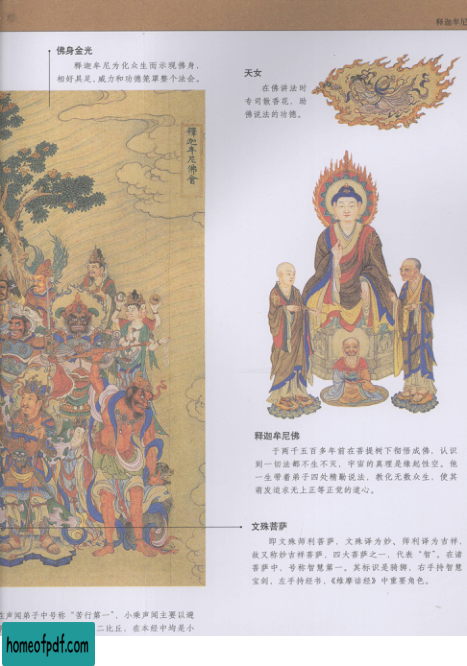 释迦牟尼
佛身金光
释迦牟尼为化众生而示现佛身，
相好具足，威力和功德笼罩整个法会。
天女
在佛讲法时
专司散香花，助
佛说法的功德。
释迦牟尼佛會
释迦牟尼佛
于两千五百多年前在菩提树下彻悟成佛，认识
到一切法都不生不灭，宇宙的真理是缘起性空。他
一生带着弟子四处精勤说法，教化无数众生，使其
萌发追求无上正等正觉的道心。
文殊菩萨
即文殊师利菩萨，文殊译为妙、师利译为吉祥，
故又称妙吉祥菩萨，四大菩萨之一，代表“智”。在诸
菩萨中，号称智慧第一。其标识是骑狮，右手持智慧
宝剑，左手持经书，《维摩诘经》中重要角色。
生声闻弟子中号称“苦行第一”，小乘声闻主要以避
二比丘，在本经中均是小
homeofpdf.com